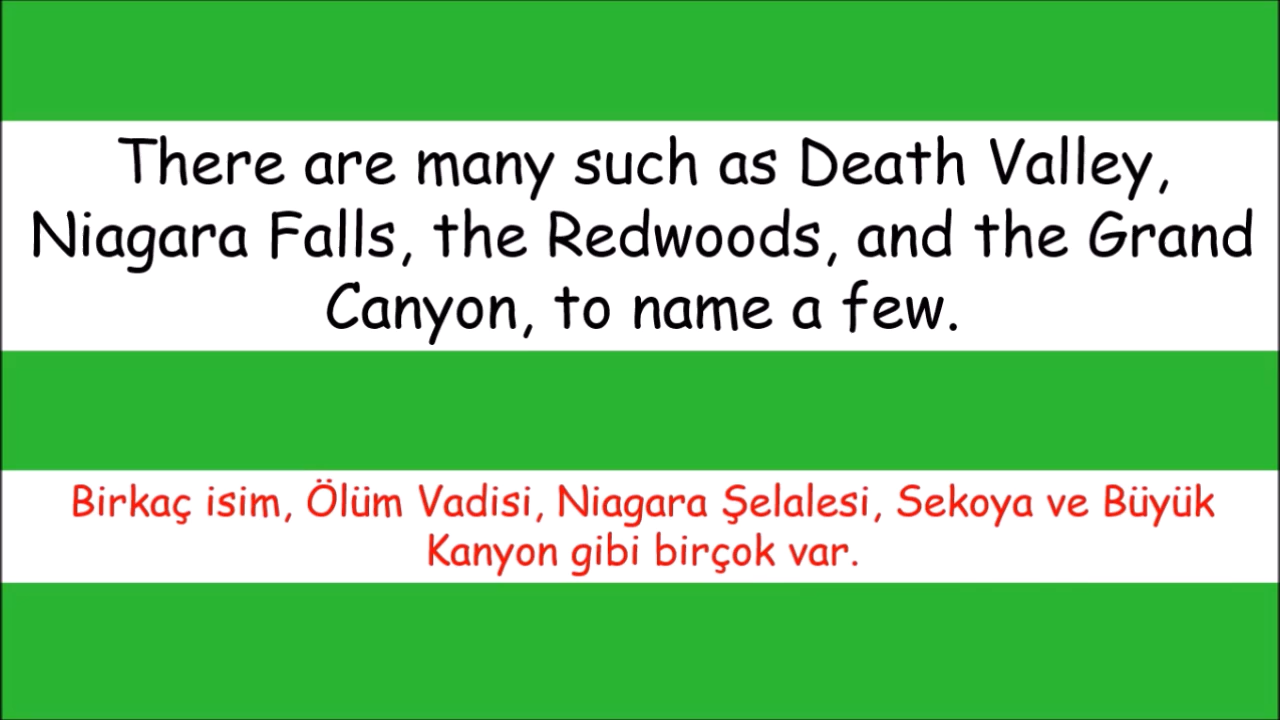 There are many such as Death Valley,
Niagara Falls, the Redwoods, and the Grand
Canyon, to name a few.
Birkaç isim, Ölüm Vadisi, Niagara Şelalesi, Sekoya ve Büyük
Kanyon gibi birçok var.